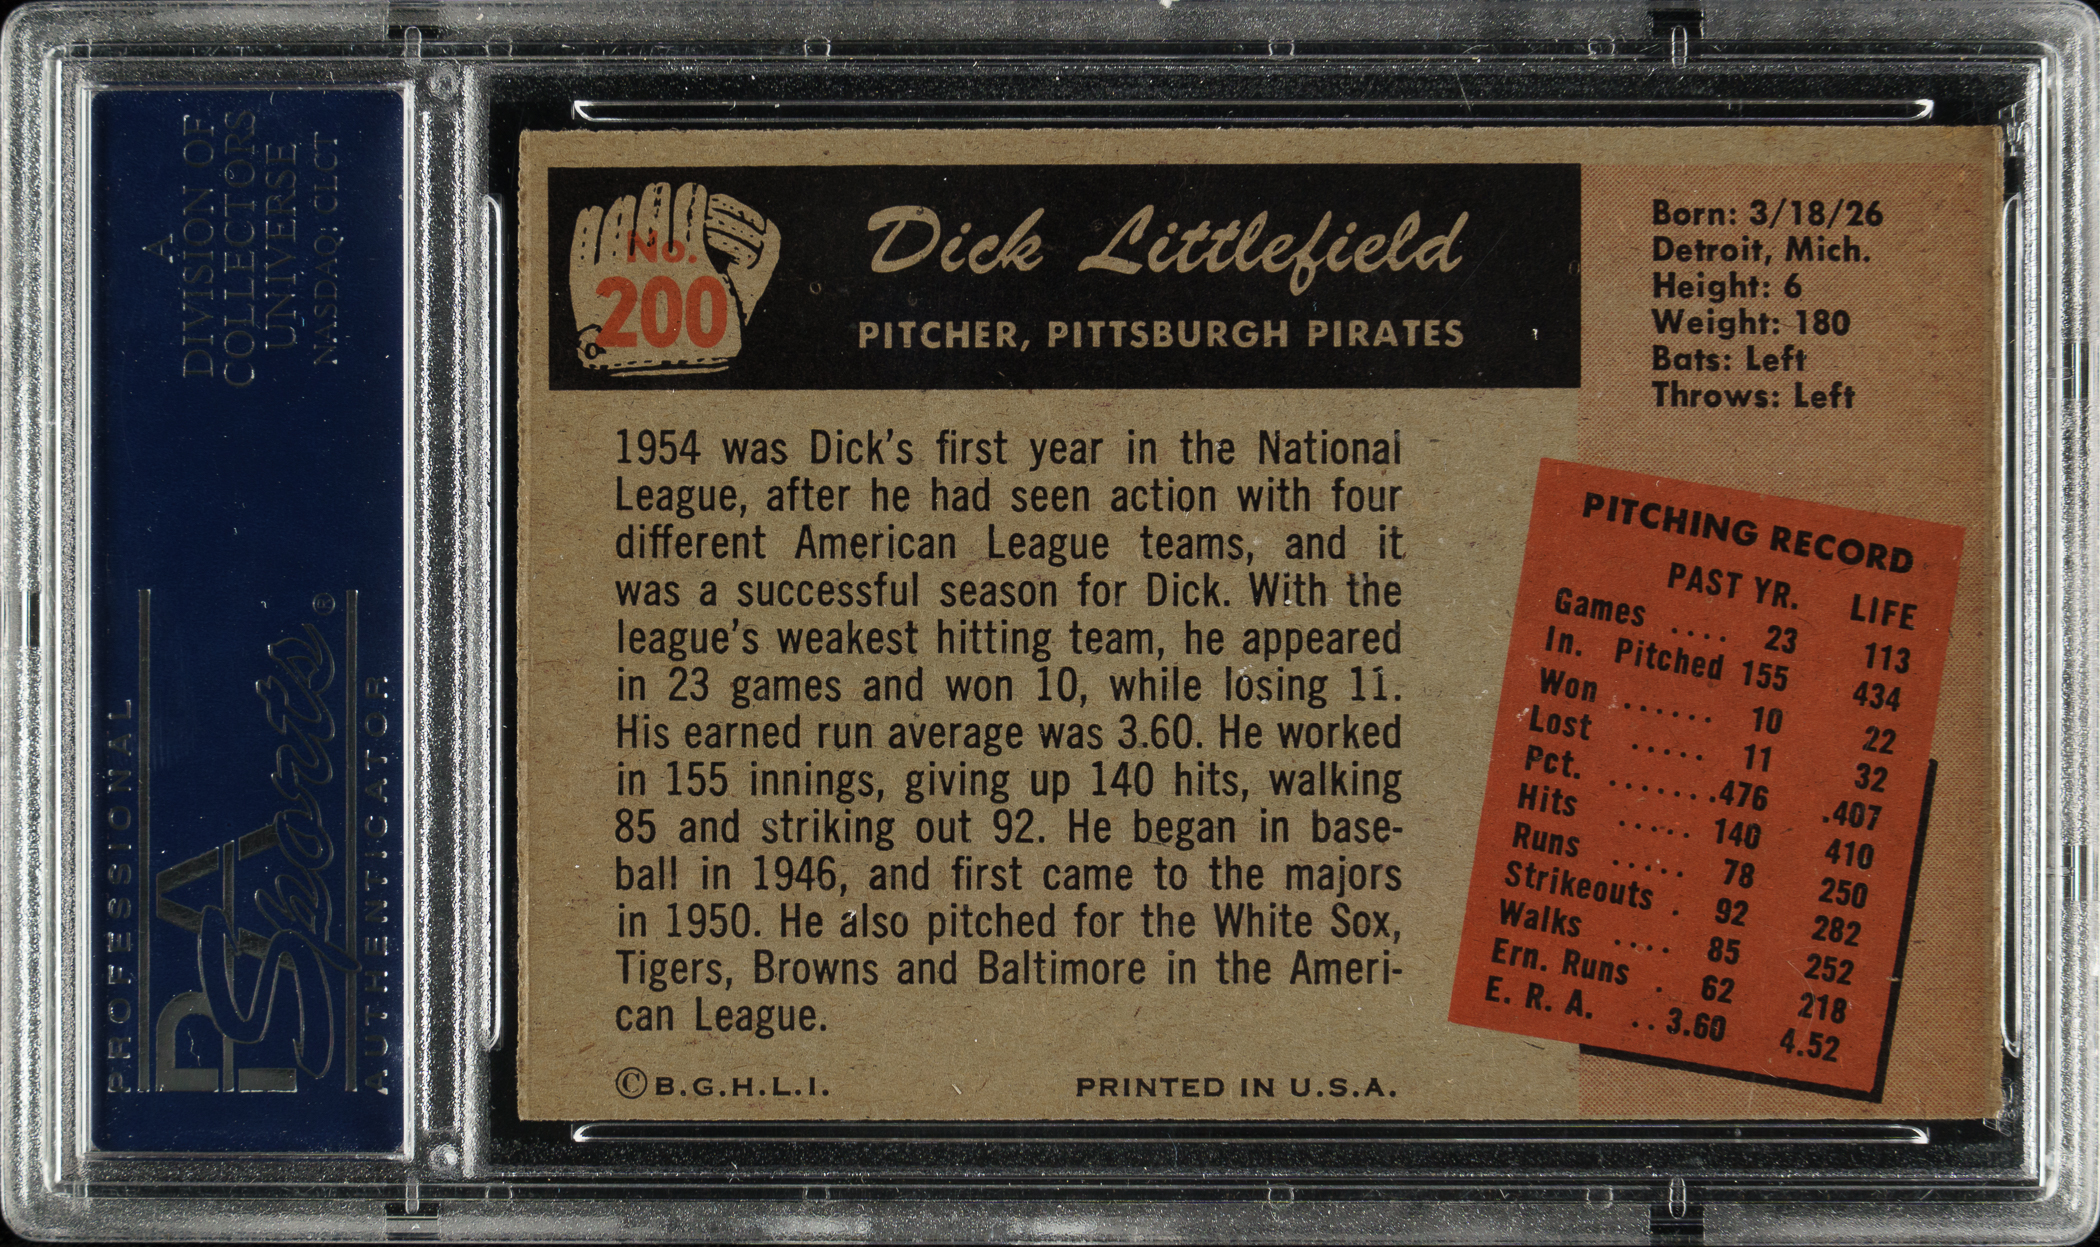 A
DIVISION OF
COLLECTORS
UNIVERSE
NASDAQ: CLCT
PROFESSIONAL
PSA
Sports®
AUTHENTICATOR
No.
200
Dick Littlefield
PITCHER, PITTSBURGH PIRATES
Born: 3/18/26
Detroit, Mich.
Height: 6
Weight: 180
Bats: Left
Throws: Left
1954 was Dick's first year in the National
League, after he had seen action with four
different American League teams, and it
was a successful season for Dick. With the
league's weakest hitting team, he appeared
in 23 games and won 10, while losing 11.
His earned run average was 3.60. He worked
in 155 innings, giving up 140 hits, walking
85 and striking out 92. He began in base-
ball in 1946, and first came to the majors
in 1950. He also pitched for the White Sox,
Tigers, Browns and Baltimore in the Ameri-
can League.
PITCHING RECORD
PAST YR. LIFE
Games .... 23 113
In. Pitched 155 434
Won ...... 10 22
Lost ..... 11 32
Pct. .......476 .407
Hits ..... 140 410
Runs ..... 78 250
Strikeouts . 92 282
Walks .... 85 252
Ern. Runs . 62 218
E. R. A. ..3.60 4.52
©B.G.H.L.I.
PRINTED IN U.S.A.